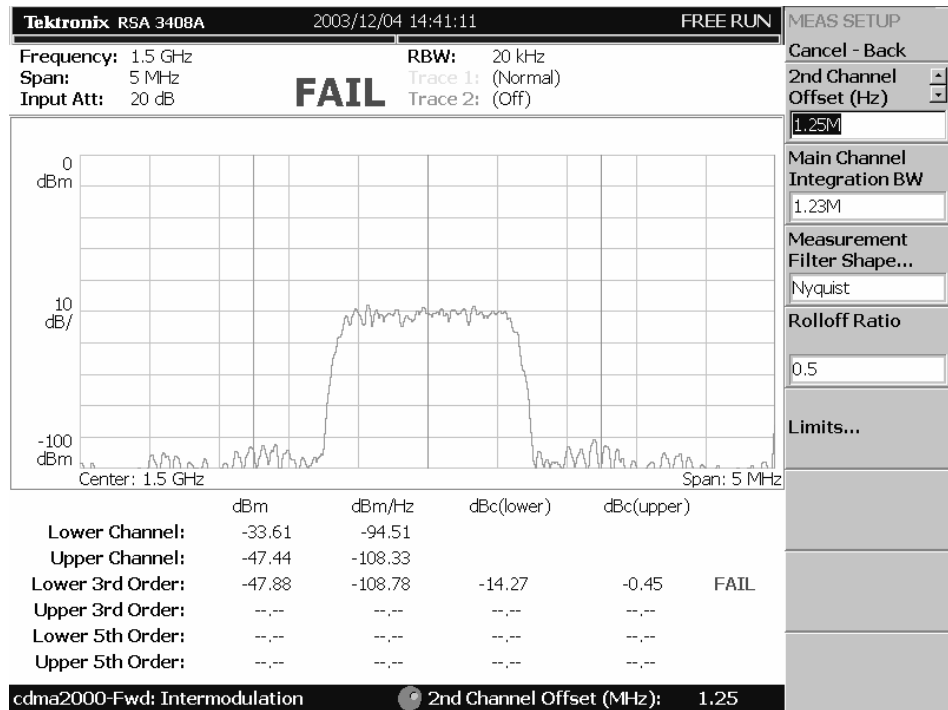 Tektronix RSA 3408A 2003/12/04 14:41:11 FREE RUN
Frequency: 1.5 GHz RBW: 20 kHz
Span: 5 MHz Trace 1: (Normal)
Input Att: 20 dB FAIL Trace 2: (Off)
0
dBm
10
dB/
-100
dBm
Center: 1.5 GHz Span: 5 MHz
dBm dBm/Hz dBc(lower) dBc(upper)
Lower Channel: -33.61 -94.51
Upper Channel: -47.44 -108.33
Lower 3rd Order: -47.88 -108.78 -14.27 -0.45 FAIL
Upper 3rd Order: --.-- --.-- --.-- --.--
Lower 5th Order: --.-- --.-- --.-- --.--
Upper 5th Order: --.-- --.-- --.-- --.--
cdma2000-Fwd: Intermodulation 2nd Channel Offset (MHz): 1.25
MEAS SETUP
Cancel - Back
2nd Channel
Offset (Hz)
1.25M
Main Channel
Integration BW
1.23M
Measurement
Filter Shape...
Nyquist
Rolloff Ratio
0.5
Limits...